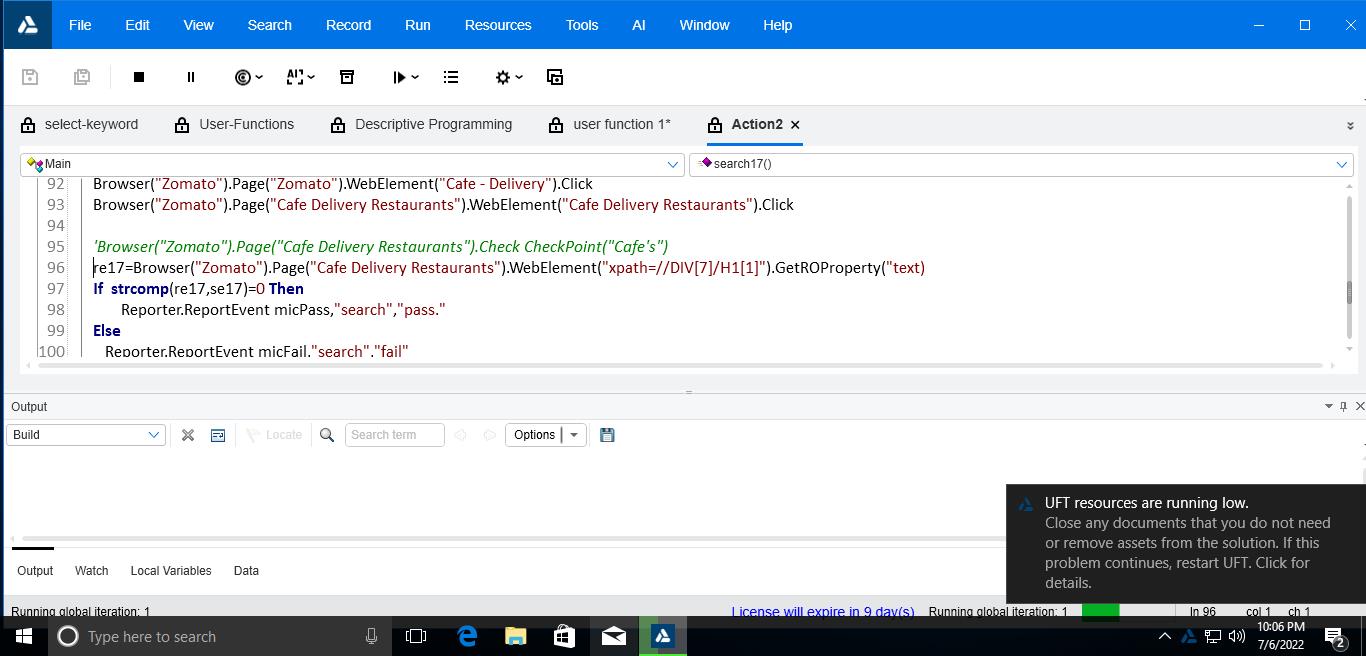 File Edit View Search Record Run Resources Tools AI Window Help
select-keyword User-Functions Descriptive Programming user function 1* Action2
Main search17()
92 Browser("Zomato").Page("Zomato").WebElement("Cafe - Delivery").Click
93 Browser("Zomato").Page("Cafe Delivery Restaurants").WebElement("Cafe Delivery Restaurants").Click
94
95 'Browser("Zomato").Page("Cafe Delivery Restaurants").Check CheckPoint("Cafe's")
96 re17=Browser("Zomato").Page("Cafe Delivery Restaurants").WebElement("xpath=//DIV[7]/H1[1]").GetROProperty("text)
97 If strcomp(re17,se17)=0 Then
98 Reporter.ReportEvent micPass,"search","pass."
99 Else
100 Reporter.ReportEvent micFail."search"."fail"
Output
Build Locate Search term Options
UFT resources are running low.
Close any documents that you do not need
or remove assets from the solution. If this
problem continues, restart UFT. Click for
details.
Output Watch Local Variables Data
Running global iteration: 1 License will expire in 9 day(s) Running global iteration: 1 ln 96 col 1 ch 1
Type here to search 10:06 PM
7/6/2022 2